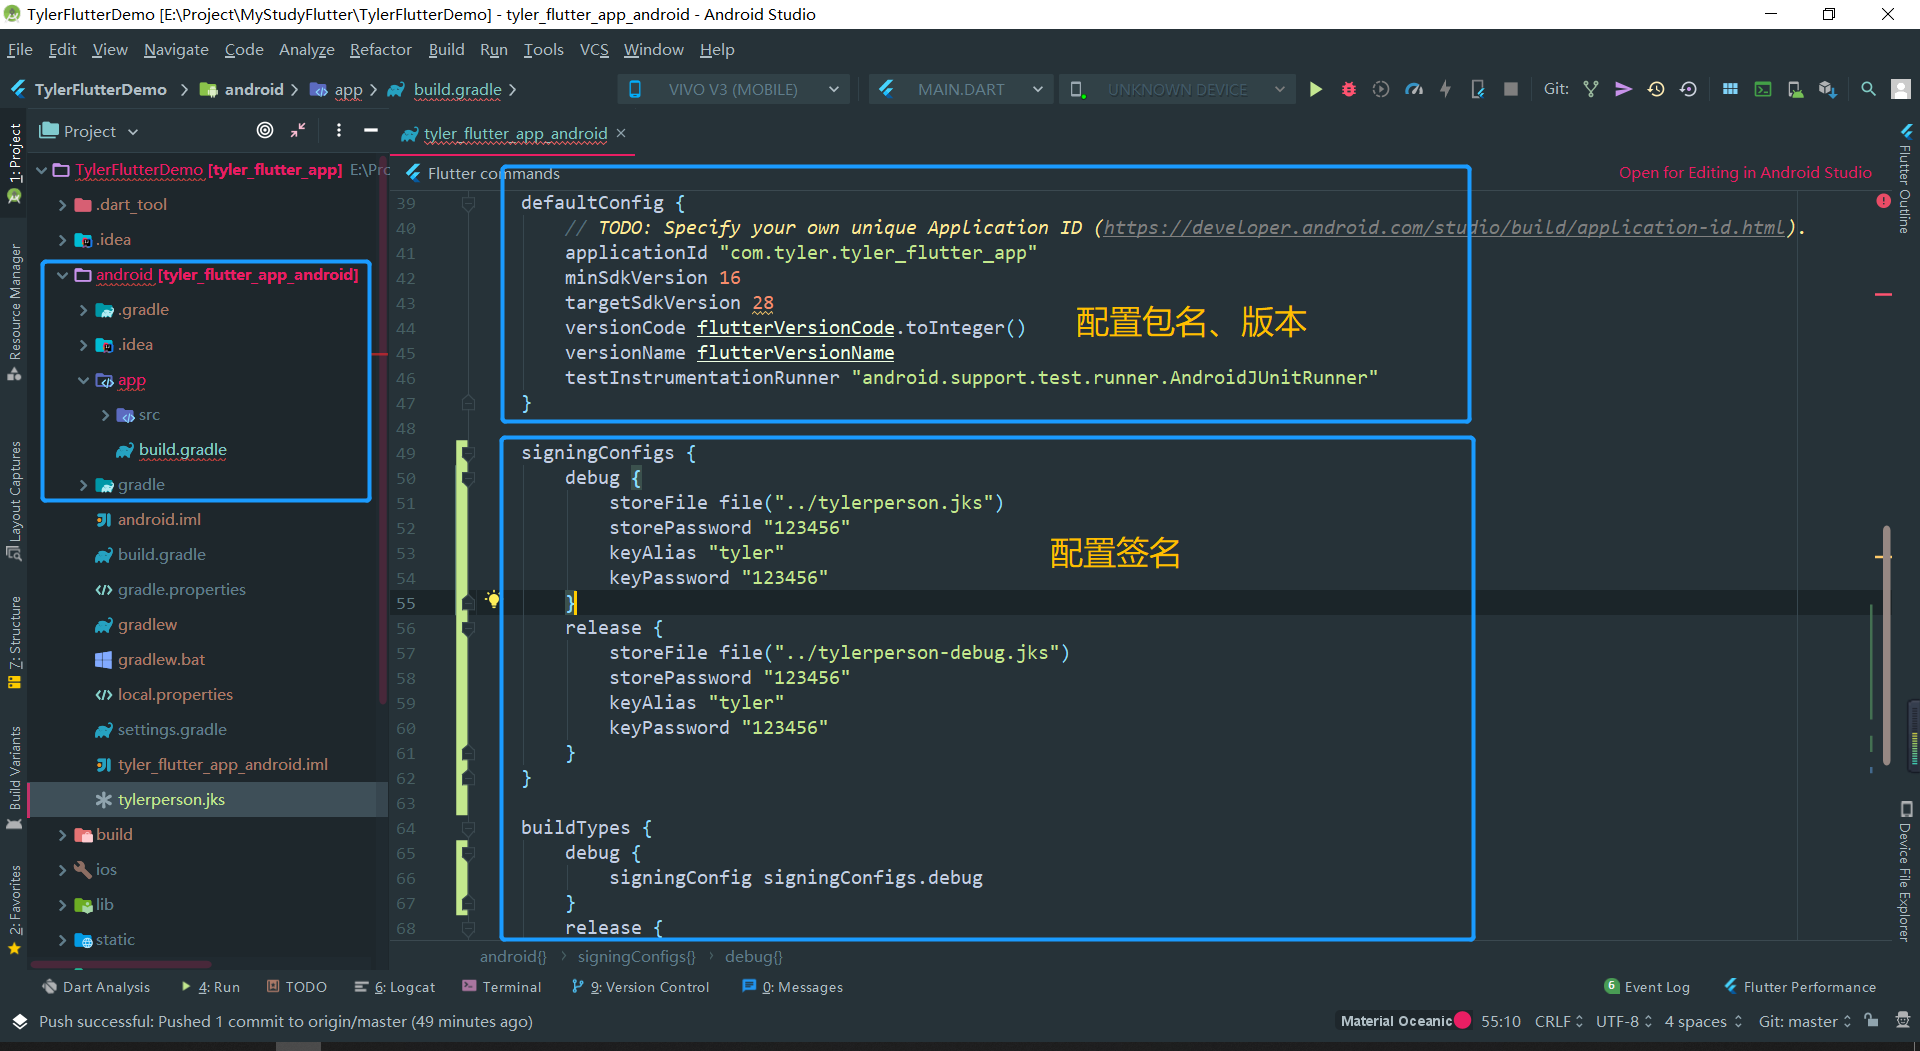 TylerFlutterDemo [E:\Project\MyStudyFlutter\TylerFlutterDemo] - tyler_flutter_app_android - Android Studio
File Edit View Navigate Code Analyze Refactor Build Run Tools VCS Window Help
TylerFlutterDemo android app build.gradle VIVO V3 (MOBILE) MAIN.DART UNKNOWN DEVICE Git:
Project
tyler_flutter_app_android
Flutter commands
Open for Editing in Android Studio
1: Project
Resource Manager
Layout Captures
7: Structure
Build Variants
2: Favorites
TylerFlutterDemo [tyler_flutter_app] E:\Prc
.dart_tool
.idea
android [tyler_flutter_app_android]
.gradle
.idea
app
src
build.gradle
gradle
android.iml
build.gradle
gradle.properties
gradlew
gradlew.bat
local.properties
settings.gradle
tyler_flutter_app_android.iml
tylerperson.jks
build
ios
lib
static
39 defaultConfig {
40 // TODO: Specify your own unique Application ID (https://developer.android.com/studio/build/application-id.html).
41 applicationId "com.tyler.tyler_flutter_app"
42 minSdkVersion 16
43 targetSdkVersion 28
44 versionCode flutterVersionCode.toInteger()
45 versionName flutterVersionName
46 testInstrumentationRunner "android.support.test.runner.AndroidJUnitRunner"
47 }
48
49 signingConfigs {
50 debug {
51 storeFile file("../tylerperson.jks")
52 storePassword "123456"
53 keyAlias "tyler"
54 keyPassword "123456"
55 }
56 release {
57 storeFile file("../tylerperson-debug.jks")
58 storePassword "123456"
59 keyAlias "tyler"
60 keyPassword "123456"
61 }
62 }
63
64 buildTypes {
65 debug {
66 signingConfig signingConfigs.debug
67 }
68 release {
配置包名、版本
配置签名
Flutter Outline
Device File Explorer
android{} signingConfigs{} debug{}
Dart Analysis 4: Run TODO 6: Logcat Terminal 9: Version Control 0: Messages 6 Event Log Flutter Performance
Push successful: Pushed 1 commit to origin/master (49 minutes ago) Material Oceanic 55:10 CRLF UTF-8 4 spaces Git: master